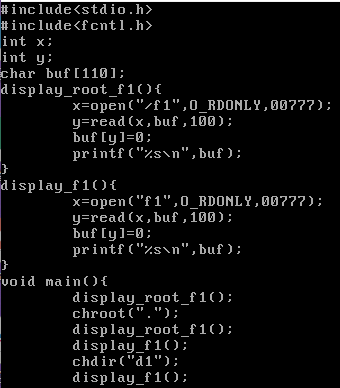 #include<stdio.h>
#include<fcntl.h>
int x;
int y;
char buf[110];
display_root_f1(){
        x=open("/f1",O_RDONLY,00777);
        y=read(x,buf,100);
        buf[y]=0;
        printf("%s\n",buf);
}
display_f1(){
        x=open("f1",O_RDONLY,00777);
        y=read(x,buf,100);
        buf[y]=0;
        printf("%s\n",buf);
}
void main(){
        display_root_f1();
        chroot(".");
        display_root_f1();
        display_f1();
        chdir("d1");
        display_f1();